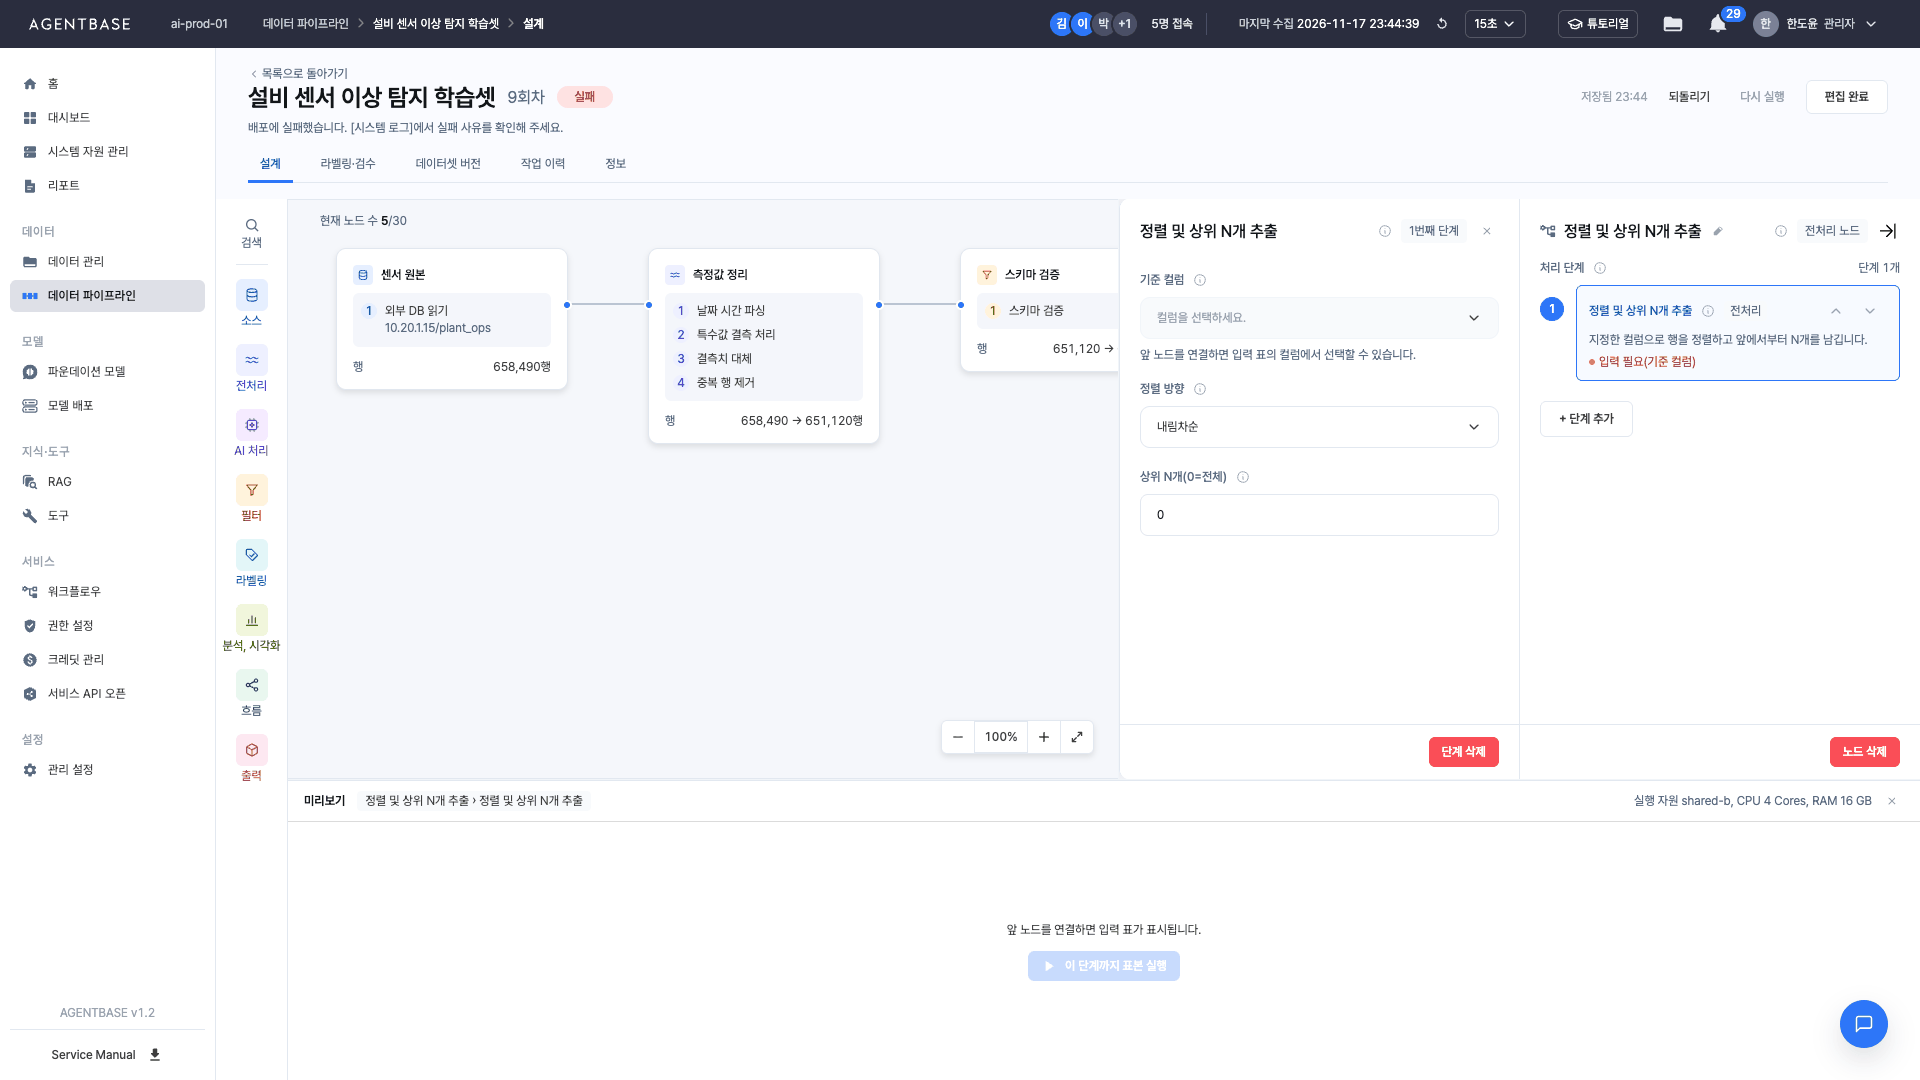 AGENTBASE
ai-prod-01
데이터 파이프라인
설비 센서 이상 탐지 학습셋
설계
김
이
박
+1
5명 접속
마지막 수집 2026-11-17 23:44:39
15초
튜토리얼
29
한
한도윤 관리자
홈
대시보드
시스템 자원 관리
리포트
데이터
데이터 관리
데이터 파이프라인
모델
파운데이션 모델
모델 배포
지식·도구
RAG
도구
서비스
워크플로우
권한 설정
크레딧 관리
서비스 API 오픈
설정
관리 설정
AGENTBASE v1.2
Service Manual
목록으로 돌아가기
설비 센서 이상 탐지 학습셋
9회차
실패
배포에 실패했습니다. [시스템 로그]에서 실패 사유를 확인해 주세요.
저장됨 23:44
되돌리기
다시 실행
편집 완료
설계
라벨링·검수
데이터셋 버전
작업 이력
정보
검색
소스
전처리
AI 처리
필터
라벨링
분석, 시각화
흐름
출력
현재 노드 수 5/30
센서 원본
1 외부 DB 읽기
10.20.1.15/plant_ops
행 658,490행
측정값 정리
1 날짜 시간 파싱
2 특수값 결측 처리
3 결측치 대체
4 중복 행 제거
행 658,490 → 651,120행
스키마 검증
1 스키마 검증
행 651,120 →
100%
정렬 및 상위 N개 추출
1번째 단계
기준 컬럼
컬럼을 선택하세요.
앞 노드를 연결하면 입력 표의 컬럼에서 선택할 수 있습니다.
정렬 방향
내림차순
상위 N개(0=전체)
0
단계 삭제
정렬 및 상위 N개 추출
전처리 노드
처리 단계
단계 1개
1
정렬 및 상위 N개 추출
전처리
지정한 컬럼으로 행을 정렬하고 앞에서부터 N개를 남깁니다.
입력 필요(기준 컬럼)
+ 단계 추가
노드 삭제
미리보기
정렬 및 상위 N개 추출 › 정렬 및 상위 N개 추출
실행 자원 shared-b, CPU 4 Cores, RAM 16 GB
앞 노드를 연결하면 입력 표가 표시됩니다.
이 단계까지 표본 실행